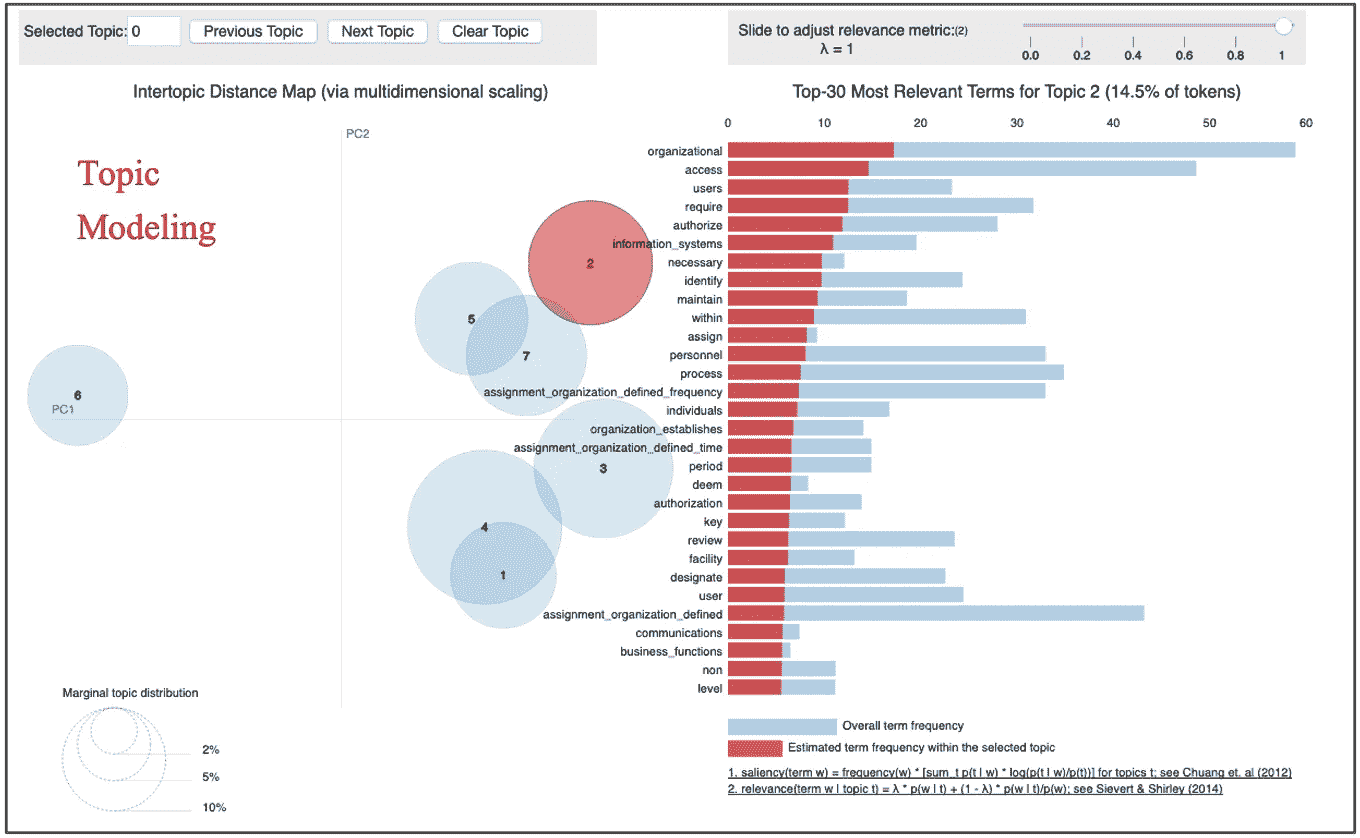 Selected Topic: 0 Previous Topic Next Topic Clear Topic
Slide to adjust relevance metric:(2)
λ = 1
0.0 0.2 0.4 0.6 0.8 1
Intertopic Distance Map (via multidimensional scaling)
PC2
Topic
Modeling
2
5
7
6
PC1
3
4
1
Marginal topic distribution
2%
5%
10%
Top-30 Most Relevant Terms for Topic 2 (14.5% of tokens)
0 10 20 30 40 50 60
organizational
access
users
require
authorize
information_systems
necessary
identify
maintain
within
assign
personnel
process
assignment_organization_defined_frequency
individuals
organization_establishes
assignment_organization_defined_time
period
deem
authorization
key
review
facility
designate
user
assignment_organization_defined
communications
business_functions
non
level
Overall term frequency
Estimated term frequency within the selected topic
1. saliency(term w) = frequency(w) * [sum_t p(t | w) * log(p(t | w)/p(t))] for topics t; see Chuang et. al (2012)
2. relevance(term w | topic t) = λ * p(w | t) + (1 - λ) * p(w | t)/p(w); see Sievert & Shirley (2014)